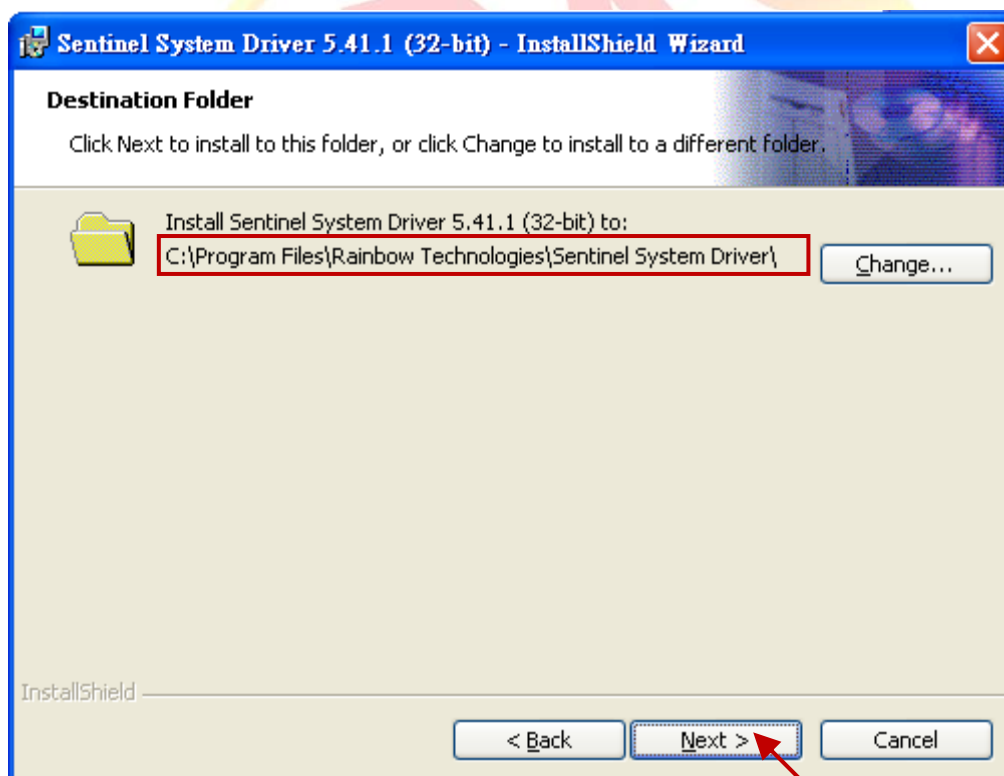 Sentinel System Driver 5.41.1 (32-bit) - InstallShield Wizard
Destination Folder
Click Next to install to this folder, or click Change to install to a different folder.
Install Sentinel System Driver 5.41.1 (32-bit) to:
C:\Program Files\Rainbow Technologies\Sentinel System Driver\
Change...
InstallShield
< Back
Next >
Cancel